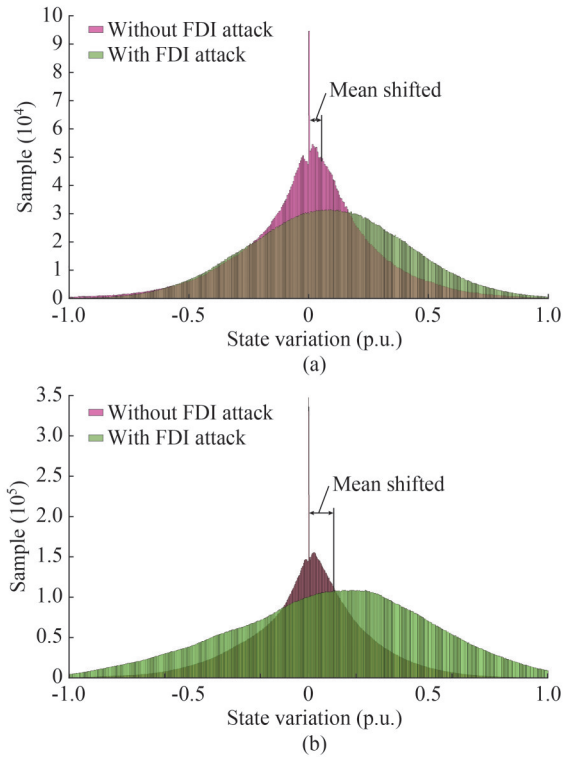 10
9
8
7
6
5
4
3
2
1
0
Sample (10⁴)
Without FDI attack
With FDI attack
Mean shifted
-1.0 -0.5 0 0.5 1.0
State variation (p.u.)
(a)
3.5
3.0
2.5
2.0
1.5
1.0
0.5
0
Sample (10⁵)
Without FDI attack
With FDI attack
Mean shifted
-1.0 -0.5 0 0.5 1.0
State variation (p.u.)
(b)